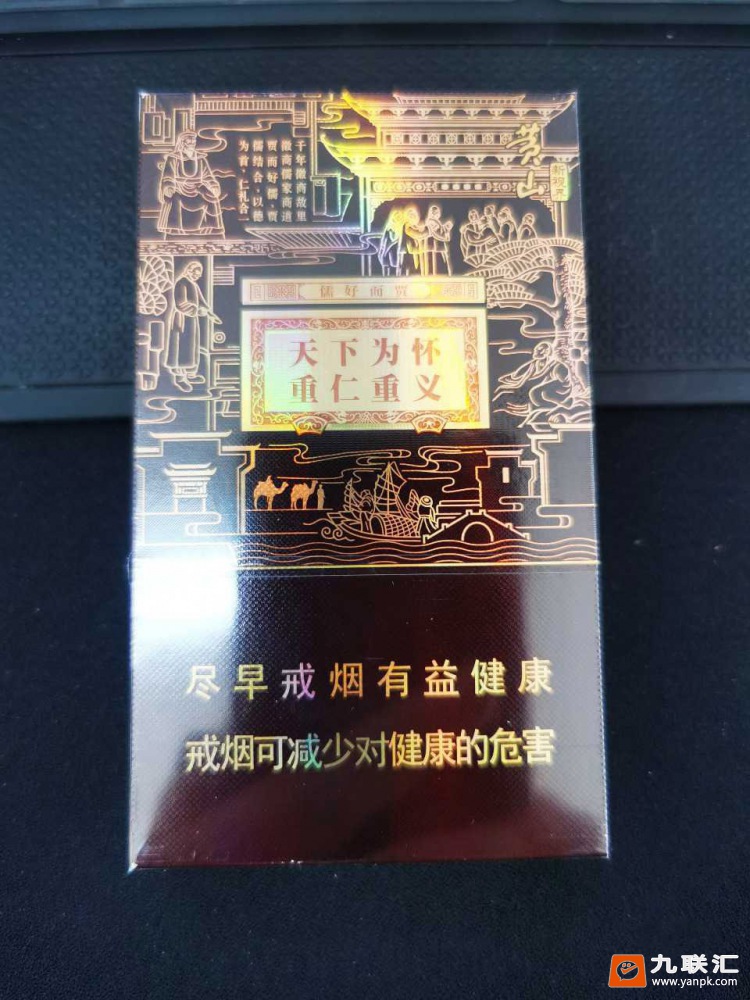 黄山
新视界
千年徽商故里
徽商儒家商道
贾而好儒,贾
儒结合,以德
为首,仁礼合一
儒好而贾
天下为怀
重仁重义
尽早戒烟有益健康
戒烟可减少对健康的危害
九联汇
www.yanpk.com